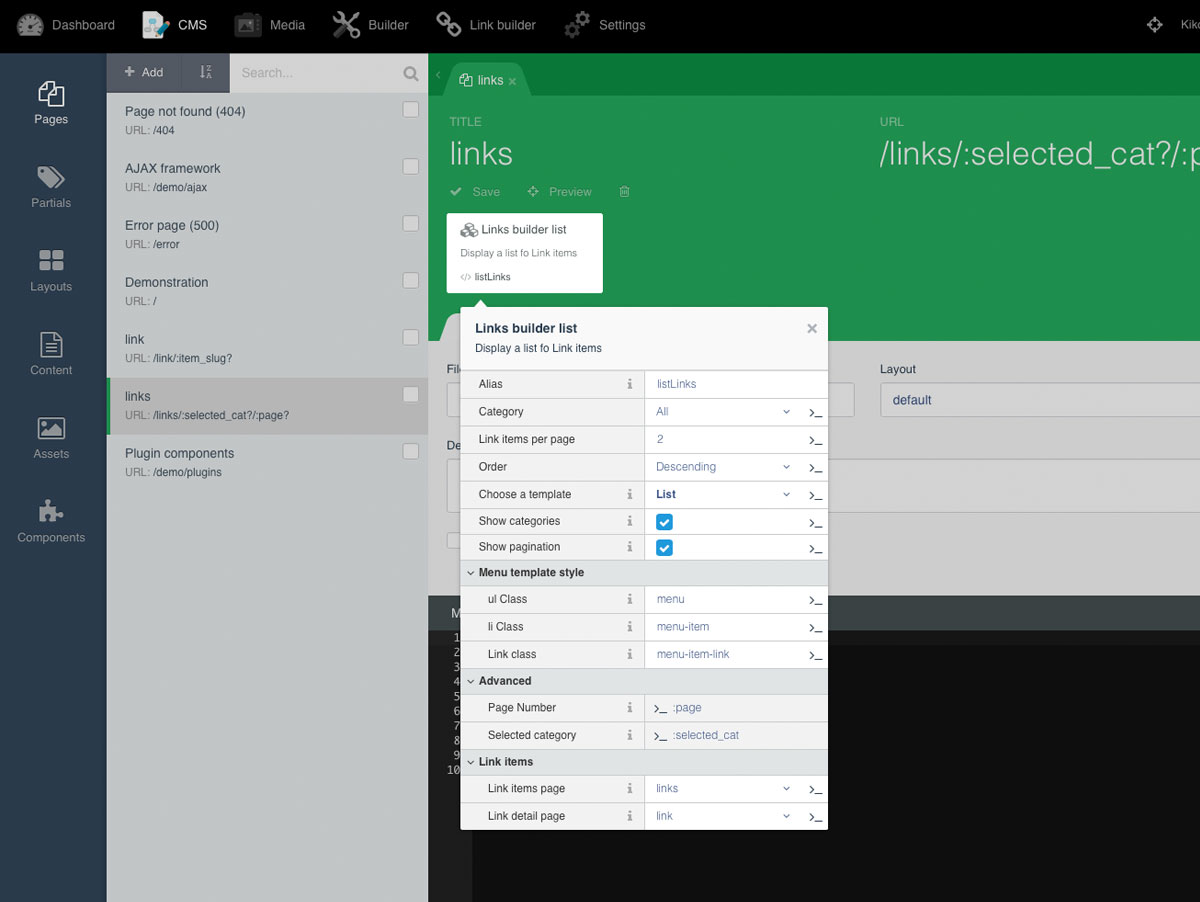 Dashboard CMS Media Builder Link builder Settings
Add Search...
Pages
Partials
Layouts
Content
Assets
Components
Page not found (404)
URL: /404
AJAX framework
URL: /demo/ajax
Error page (500)
URL: /error
Demonstration
URL: /
link
URL: /link/:item_slug?
links
URL: /links/:selected_cat?/:page?
Plugin components
URL: /demo/plugins
links
TITLE
links
URL
/links/:selected_cat?/:p
Save Preview
Links builder list
Display a list fo Link items
</> listLinks
Links builder list
Display a list fo Link items
Alias listLinks
Category All
Link items per page 2
Order Descending
Choose a template List
Show categories
Show pagination
Menu template style
ul Class menu
li Class menu-item
Link class menu-item-link
Advanced
Page Number :page
Selected category :selected_cat
Link items
Link items page links
Link detail page link
Layout
default
1
2
3
4
5
6
7
8
9
10